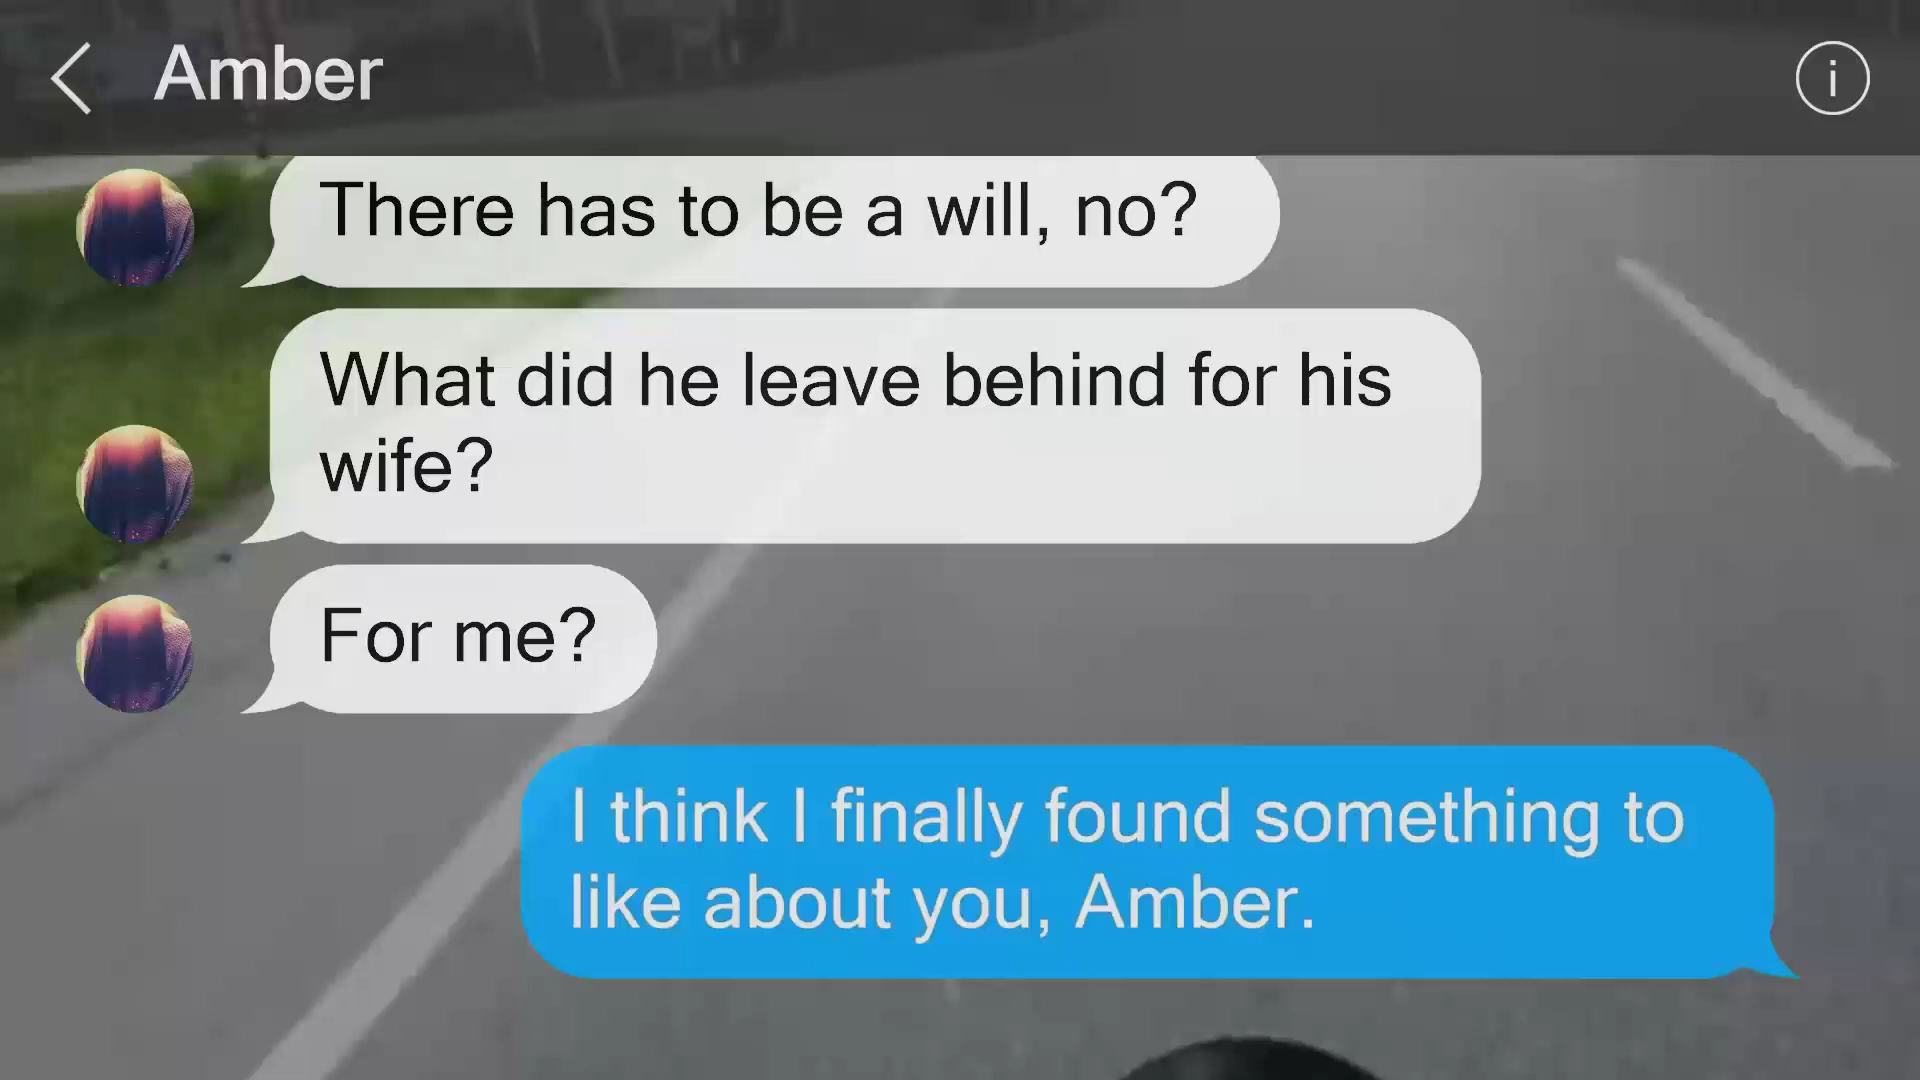 Amber
There has to be a will, no?
What did he leave behind for his
wife?
For me?
I think I finally found something to
like about you, Amber.